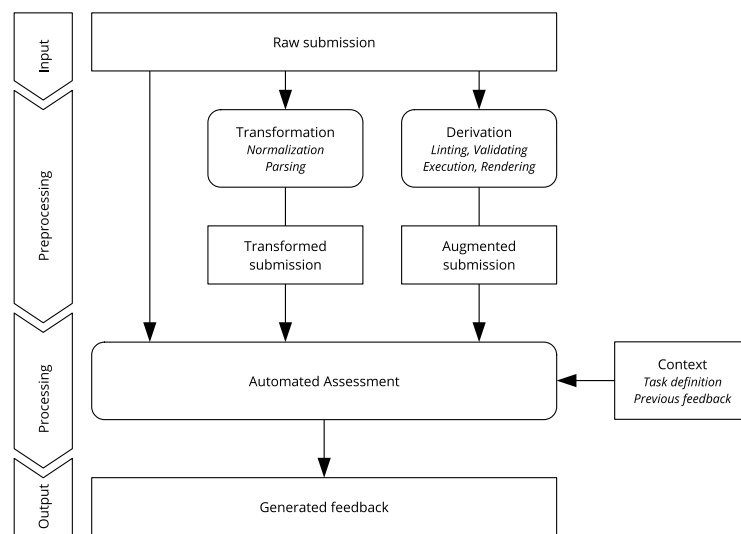 Input
Raw submission
Preprocessing
Transformation
Normalization
Parsing
Derivation
Linting, Validating
Execution, Rendering
Transformed
submission
Augmented
submission
Processing
Automated Assessment
Context
Task definition
Previous feedback
Output
Generated feedback